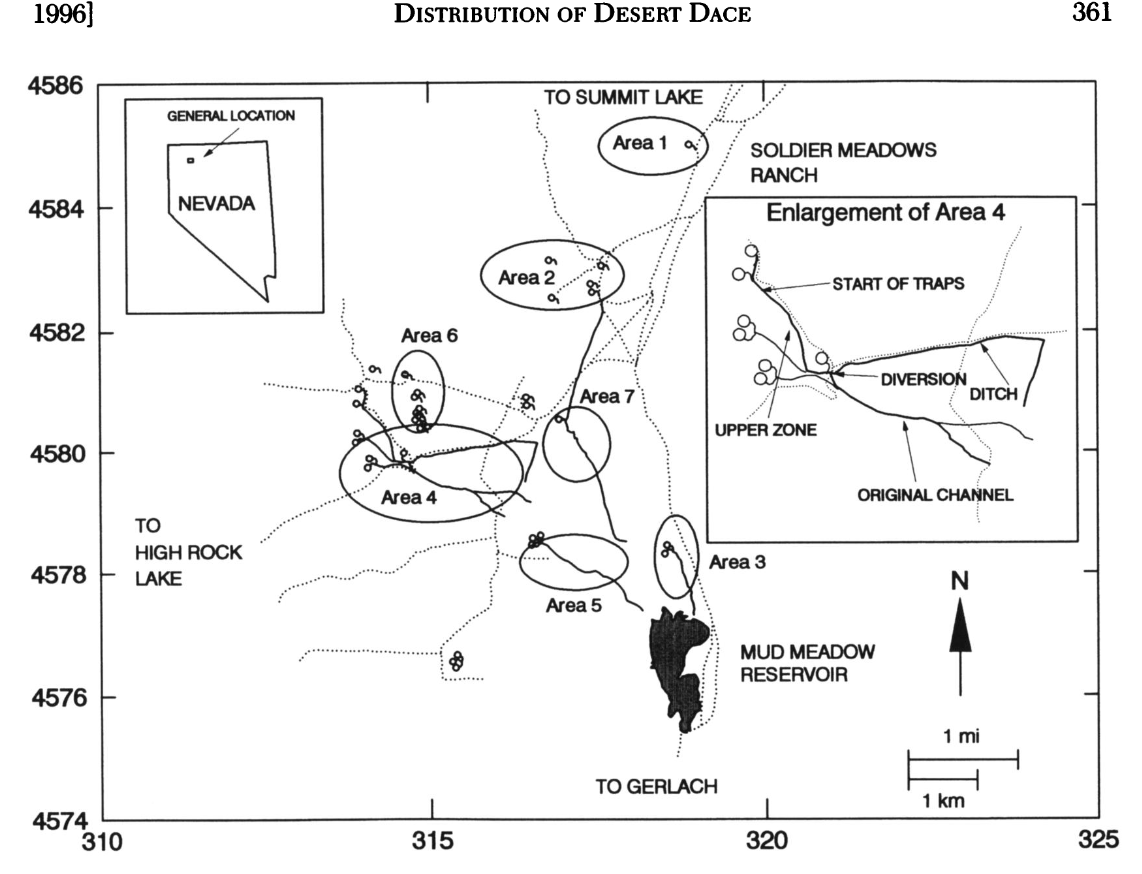 1996]
DISTRIBUTION OF DESERT DACE
361
4586
4584
4582
4580
4578
4576
4574
310
315
320
325
GENERAL LOCATION
NEVADA
TO SUMMIT LAKE
Area 1
SOLDIER MEADOWS
RANCH
Area 2
Enlargement of Area 4
START OF TRAPS
DIVERSION
DITCH
UPPER ZONE
ORIGINAL CHANNEL
Area 6
Area 7
Area 4
TO
HIGH ROCK
LAKE
Area 3
Area 5
N
MUD MEADOW
RESERVOIR
1 mi
1 km
TO GERLACH